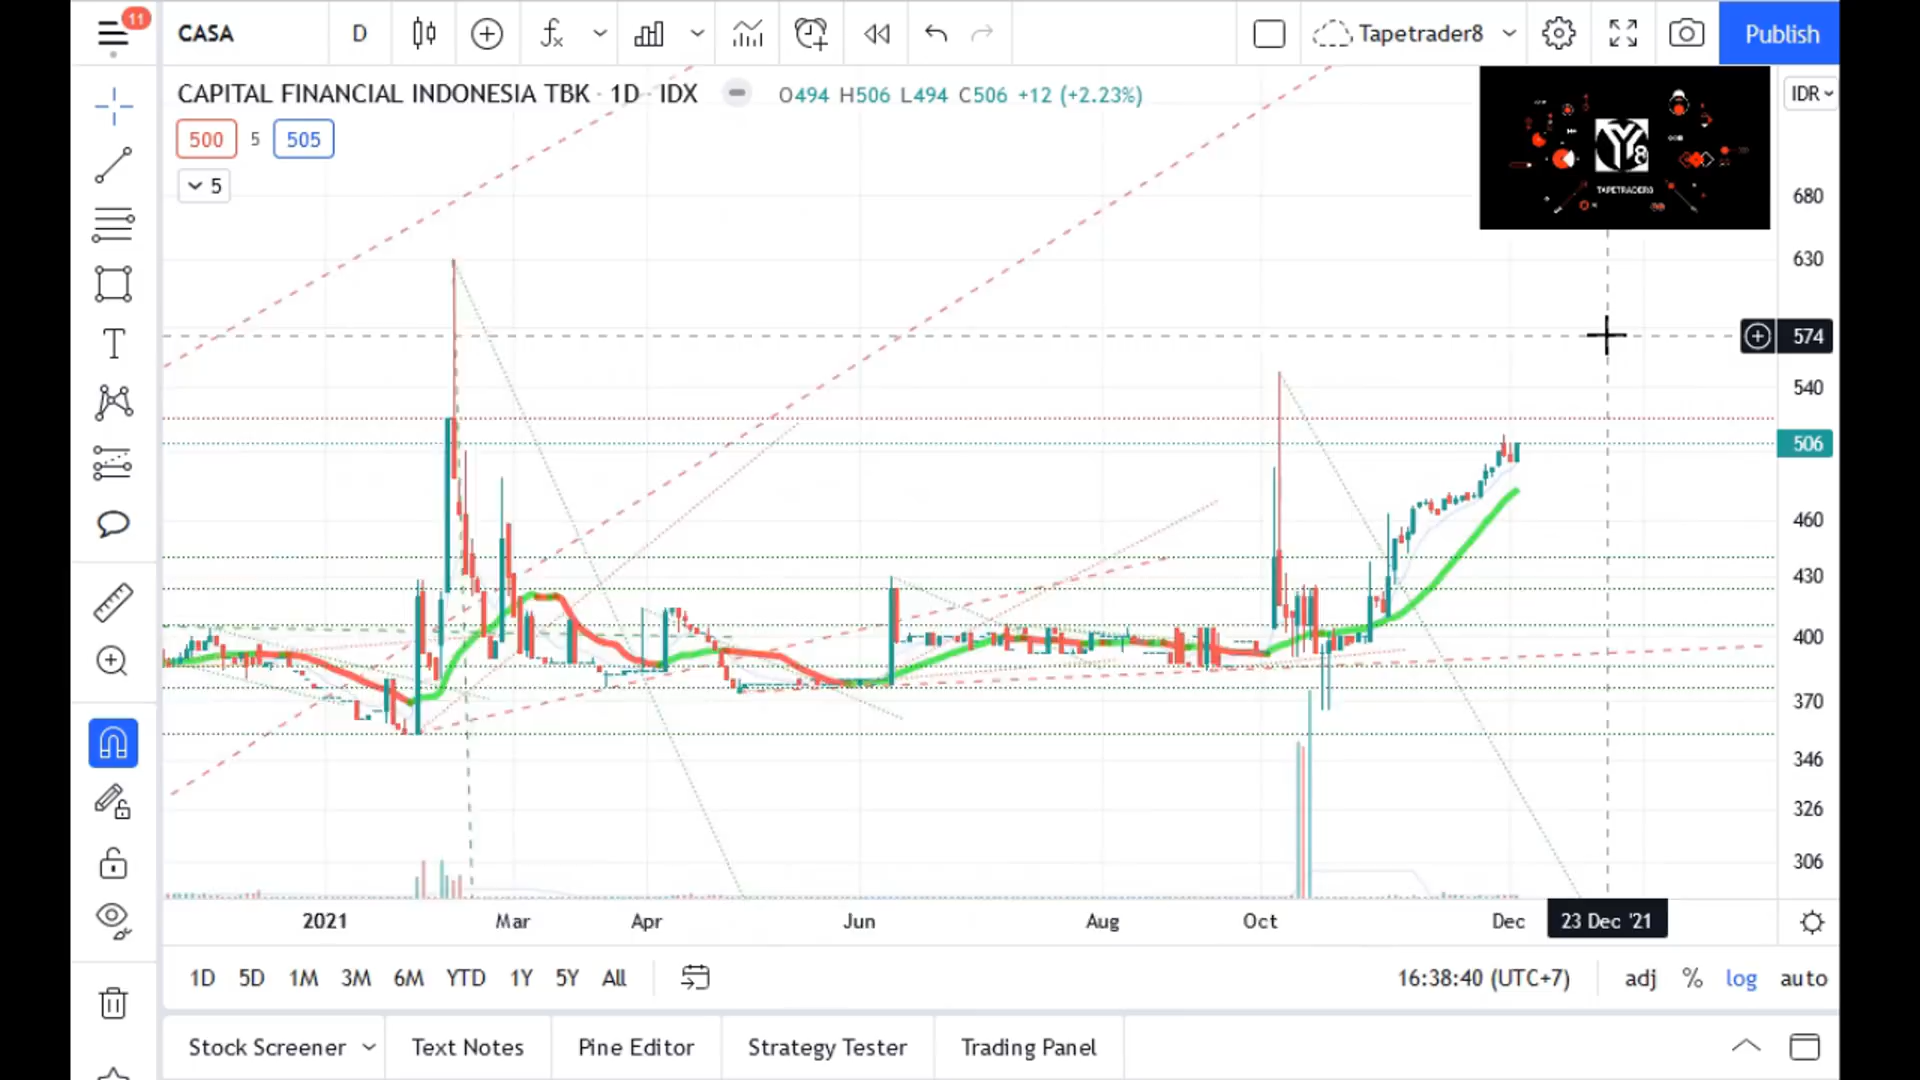 11
CASA
D
Tapetrader8
Publish
CAPITAL FINANCIAL INDONESIA TBK · 1D · IDX
O494 H506 L494 C506 +12 (+2.23%)
IDR
500 5 505
5
Y8
TAPETRADER8
680
630
574
540
506
460
430
400
370
346
326
306
2021 Mar Apr Jun Aug Oct Dec 23 Dec '21
1D 5D 1M 3M 6M YTD 1Y 5Y All
16:38:40 (UTC+7) adj % log auto
Stock Screener Text Notes Pine Editor Strategy Tester Trading Panel